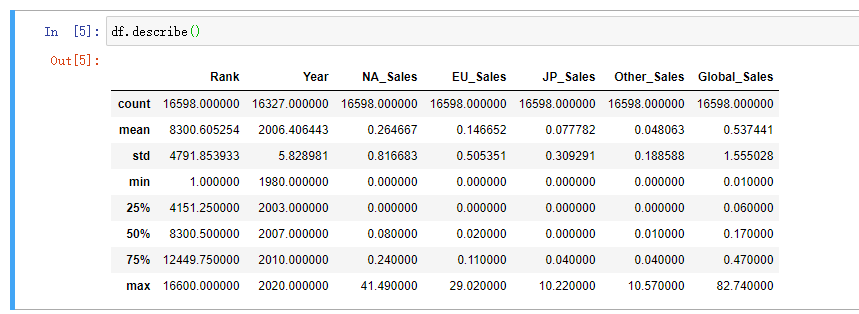 In [5]: df.describe()
Out[5]:
Rank Year NA_Sales EU_Sales JP_Sales Other_Sales Global_Sales
count 16598.000000 16327.000000 16598.000000 16598.000000 16598.000000 16598.000000 16598.000000
mean 8300.605254 2006.406443 0.264667 0.146652 0.077782 0.048063 0.537441
std 4791.853933 5.828981 0.816683 0.505351 0.309291 0.188588 1.555028
min 1.000000 1980.000000 0.000000 0.000000 0.000000 0.000000 0.010000
25% 4151.250000 2003.000000 0.000000 0.000000 0.000000 0.000000 0.060000
50% 8300.500000 2007.000000 0.080000 0.020000 0.000000 0.010000 0.170000
75% 12449.750000 2010.000000 0.240000 0.110000 0.040000 0.040000 0.470000
max 16600.000000 2020.000000 41.490000 29.020000 10.220000 10.570000 82.740000